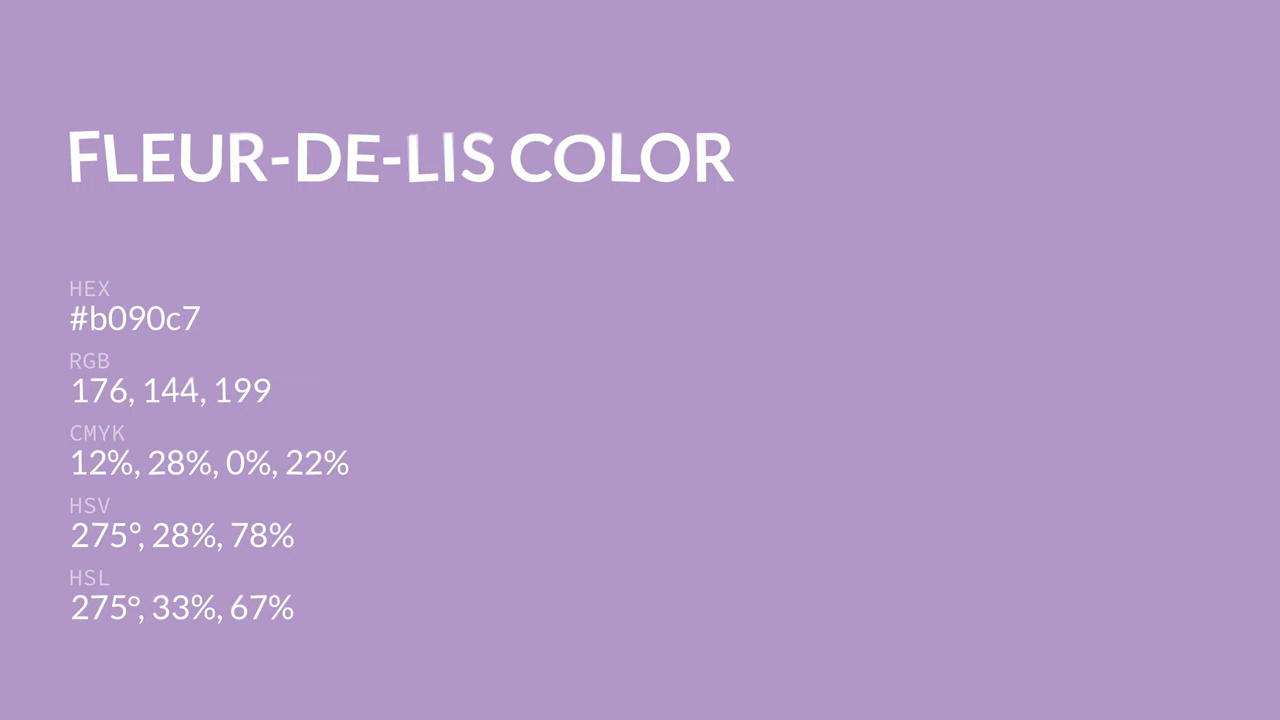 FLEUR-DE-LIS COLOR
HEX
#b090c7
RGB
176, 144, 199
CMYK
12%, 28%, 0%, 22%
HSV
275°, 28%, 78%
HSL
275°, 33%, 67%